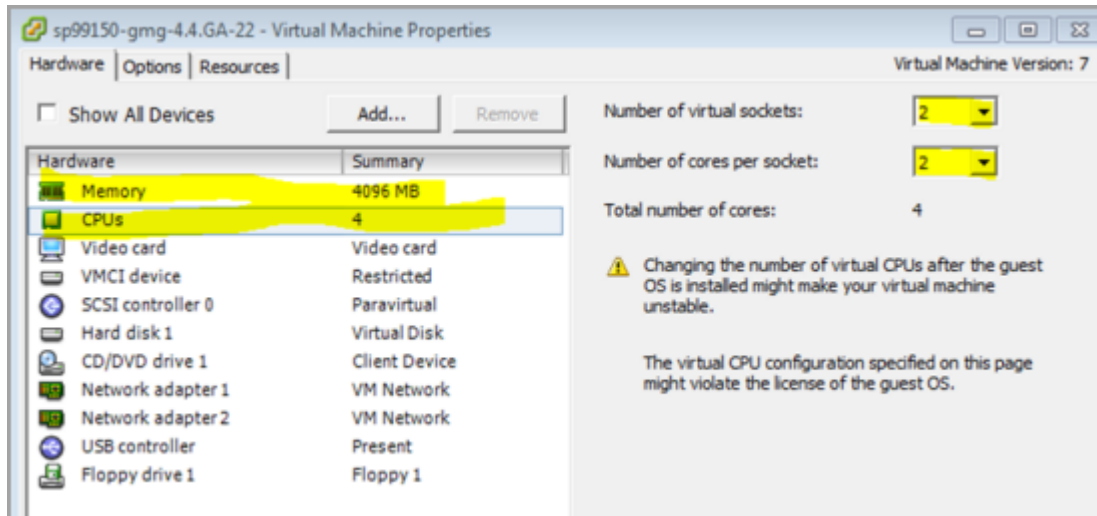 sp99150-gmg-4.4.GA-22 - Virtual Machine Properties
Hardware Options Resources
Virtual Machine Version: 7
Show All Devices
Add...
Remove
Hardware Summary
Memory 4096 MB
CPUs 4
Video card Video card
VMCI device Restricted
SCSI controller 0 Paravirtual
Hard disk 1 Virtual Disk
CD/DVD drive 1 Client Device
Network adapter 1 VM Network
Network adapter 2 VM Network
USB controller Present
Floppy drive 1 Floppy 1
Number of virtual sockets: 2
Number of cores per socket: 2
Total number of cores: 4
Changing the number of virtual CPUs after the guest
OS is installed might make your virtual machine
unstable.
The virtual CPU configuration specified on this page
might violate the license of the guest OS.